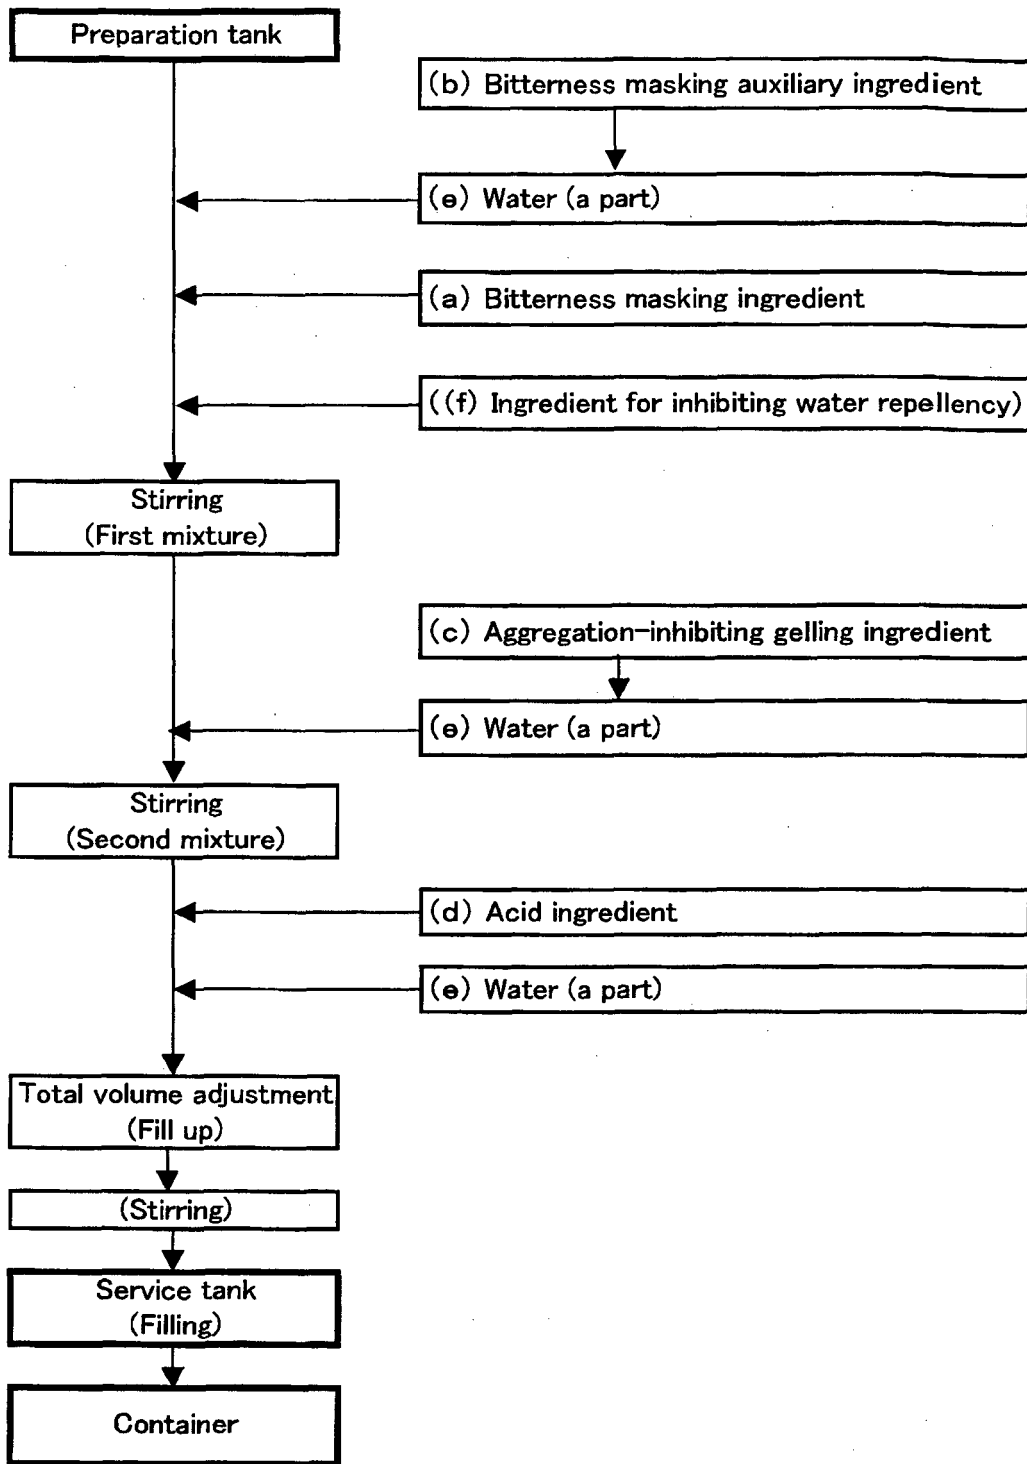 Preparation tank
(b) Bitterness masking auxiliary ingredient
(e) Water (a part)
(a) Bitterness masking ingredient
((f) Ingredient for inhibiting water repellency)
Stirring
(First mixture)
(c) Aggregation-inhibiting gelling ingredient
(e) Water (a part)
Stirring
(Second mixture)
(d) Acid ingredient
(e) Water (a part)
Total volume adjustment
(Fill up)
(Stirring)
Service tank
(Filling)
Container